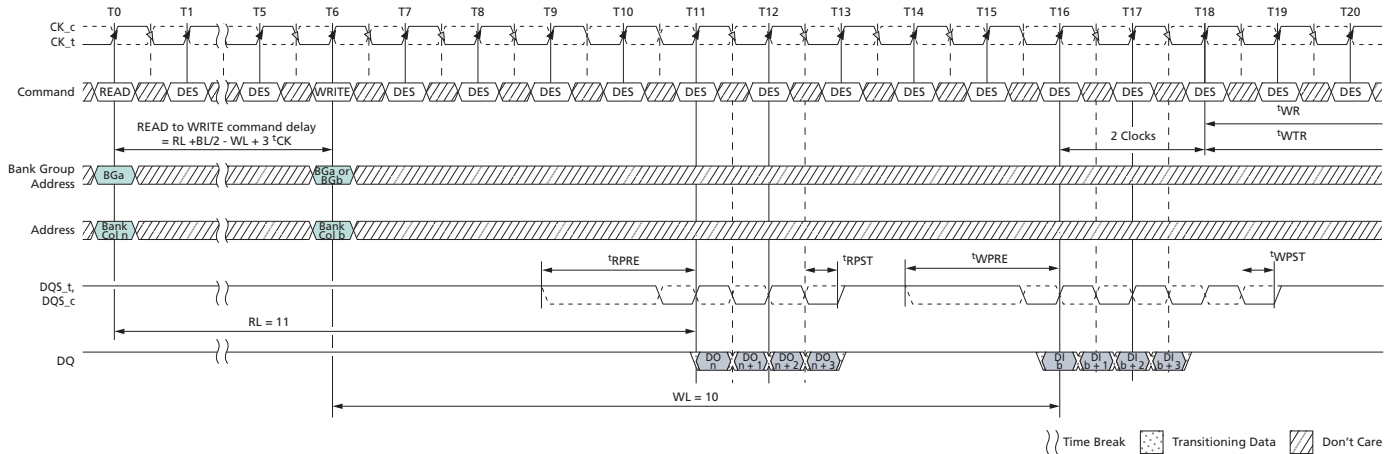 T0 T1 T5 T6 T7 T8 T9 T10 T11 T12 T13 T14 T15 T16 T17 T18 T19 T20
CK_c
CK_t
Command READ DES DES WRITE DES DES DES DES DES DES DES DES DES DES DES DES DES DES
tWR
READ to WRITE command delay
= RL +BL/2 - WL + 3 tCK
2 Clocks
tWTR
Bank Group
Address
BGa
BGa or
BGb
Address
Bank
Col n
Bank
Col b
tRPRE
tRPST
tWPRE
tWPST
DQS_t,
DQS_c
RL = 11
DQ
DO
n
DO
n + 1
DO
n + 2
DO
n + 3
DI
b
DI
b + 1
DI
b + 2
DI
b + 3
WL = 10
Time Break Transitioning Data Don't Care